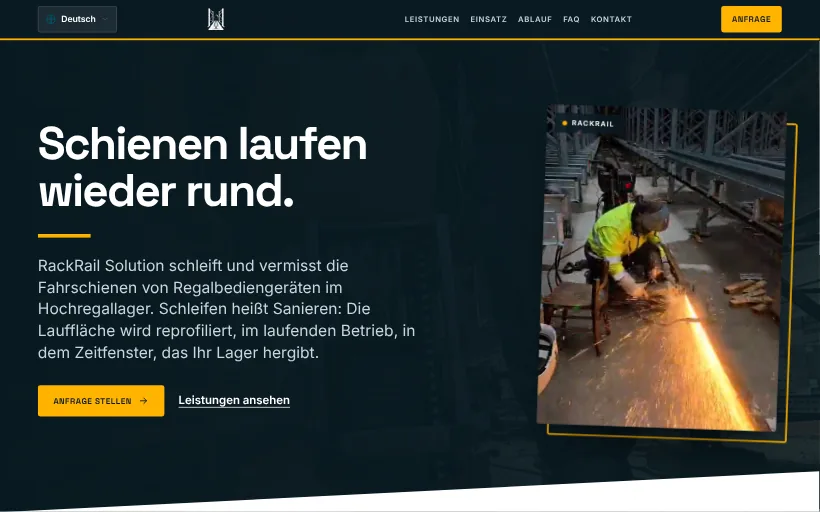 Deutsch
LEISTUNGEN EINSATZ ABLAUF FAQ KONTAKT
ANFRAGE
Schienen laufen
wieder rund.
RackRail Solution schleift und vermisst die
Fahrschienen von Regalbediengeräten im
Hochregallager. Schleifen heißt Sanieren: Die
Lauffläche wird reprofiliert, im laufenden Betrieb, in
dem Zeitfenster, das Ihr Lager hergibt.
ANFRAGE STELLEN →
Leistungen ansehen
RACKRAIL